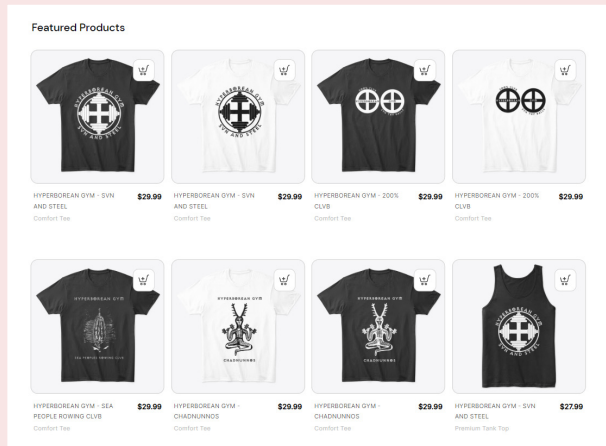 Featured Products
HYPERBOREAN GYM
SVN AND STEEL
HYPERBOREAN GYM
SVN AND STEEL
HYPERBOREAN GYM - SVN AND STEEL
$29.99
Comfort Tee
HYPERBOREAN GYM - SVN AND STEEL
$29.99
Comfort Tee
HYPERBOREAN GYM - 200% CLVB
$29.99
Comfort Tee
HYPERBOREAN GYM - 200% CLVB
$29.99
Comfort Tee
HYPERBOREAN GYM
SEA PEOPLES ROWING CLVB
HYPERBOREAN GYM
CHADNUNNOS
HYPERBOREAN GYM
CHADNUNNOS
HYPERBOREAN GYM
SVN AND STEEL
HYPERBOREAN GYM - SEA PEOPLE ROWING CLVB
$29.99
Comfort Tee
HYPERBOREAN GYM - CHADNUNNOS
$29.99
Comfort Tee
HYPERBOREAN GYM - CHADNUNNOS
$29.99
Comfort Tee
HYPERBOREAN GYM - SVN AND STEEL
$27.99
Premium Tank Top